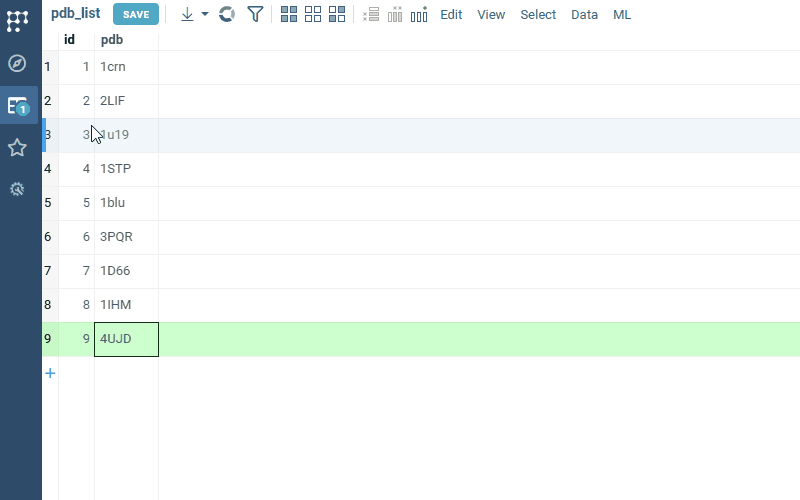 pdb_list SAVE Edit View Select Data ML
id pdb
1 1 1crn
1
2 2 2LIF
3 3 1u19
4 4 1STP
5 5 1blu
6 6 3PQR
7 7 1D66
8 8 1IHM
9 9 4UJD
+